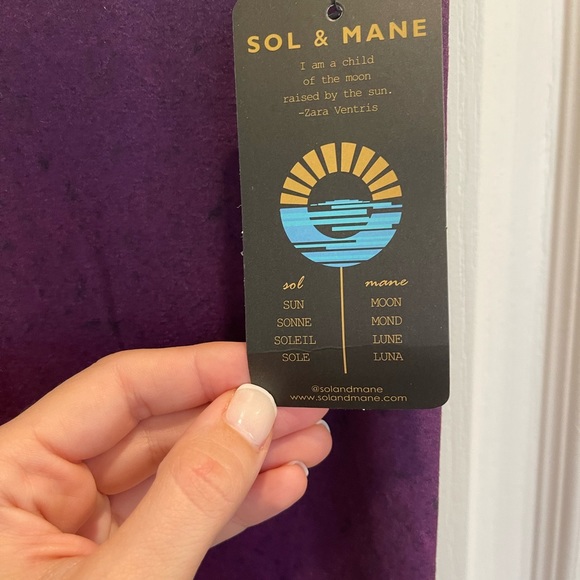 SOL & MANE
I am a child
of the moon
raised by the sun.
-Zara Ventris
sol mane
SUN MOON
SONNE MOND
SOLEIL LUNE
SOLE LUNA
@solandmane
www.solandmane.com